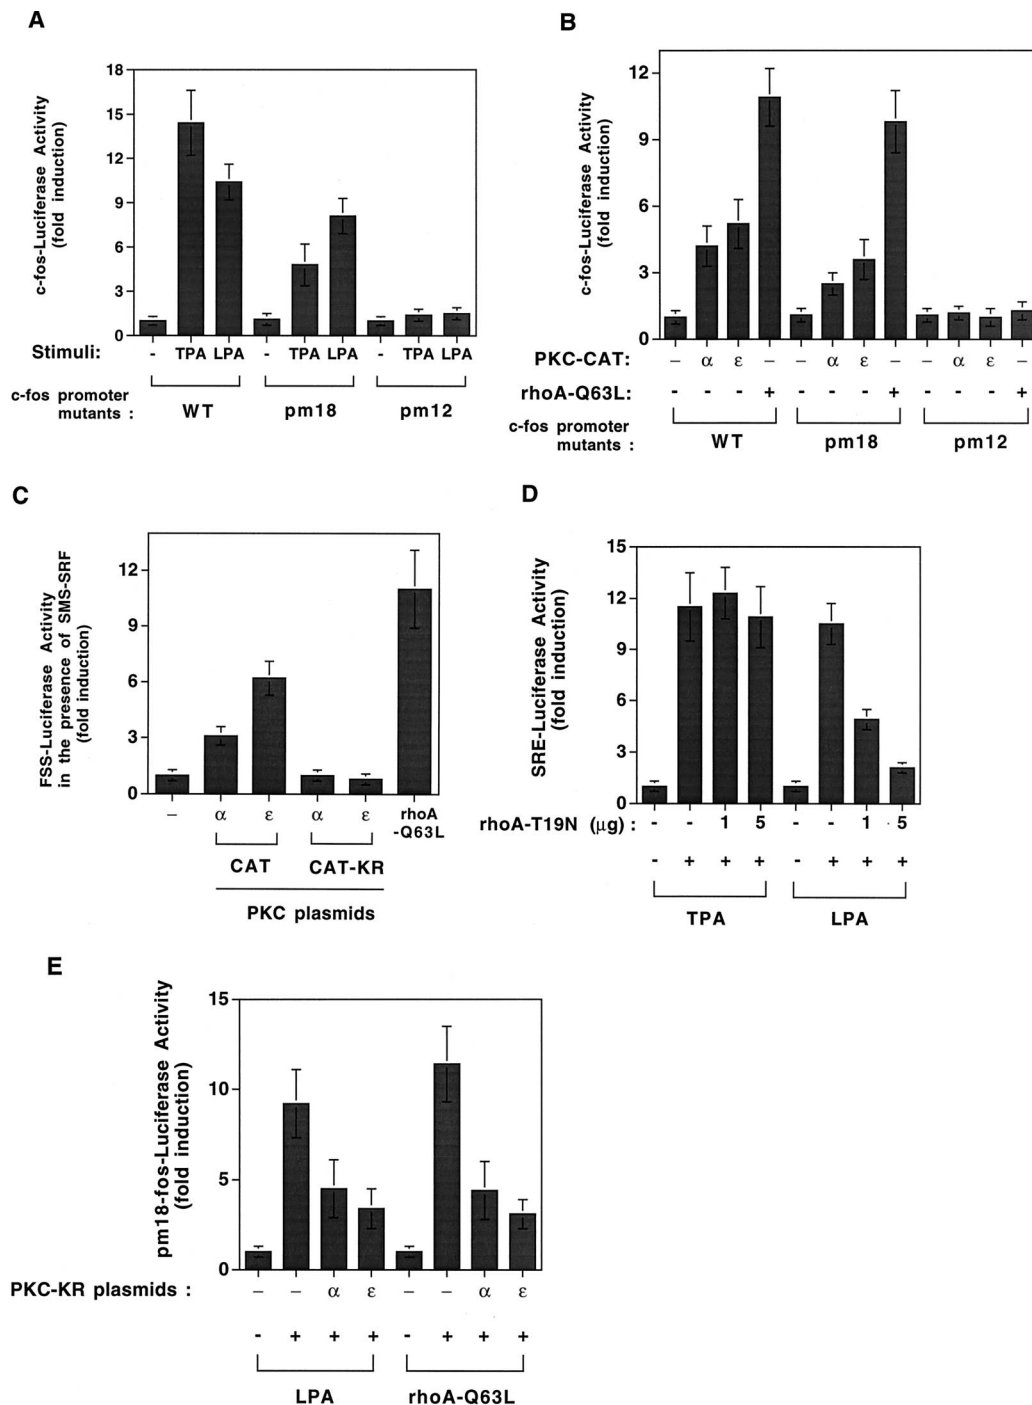 A
c-fos-Luciferase Activity
(fold induction)
18
15
12
9
6
3
0
Stimuli: - TPA LPA - TPA LPA - TPA LPA
c-fos promoter
mutants :
WT pm18 pm12
B
c-fos-Luciferase Activity
(fold induction)
12
9
6
3
0
PKC-CAT: – α ε – – α ε – – α ε –
rhoA-Q63L: - - - + - - - + - - - +
c-fos promoter
mutants :
WT pm18 pm12
C
FSS-Luciferase Activity
in the presence of SMS-SRF
(fold induction)
12
9
6
3
0
– α ε α ε rhoA
-Q63L
CAT CAT-KR
PKC plasmids
D
SRE-Luciferase Activity
(fold induction)
15
12
9
6
3
0
rhoA-T19N (μg) : - - 1 5 - - 1 5
- + + + - + + +
TPA LPA
E
pm18-fos-Luciferase Activity
(fold induction)
15
10
5
0
PKC-KR plasmids : – – α ε – – α ε
- + + + - + + +
LPA rhoA-Q63L